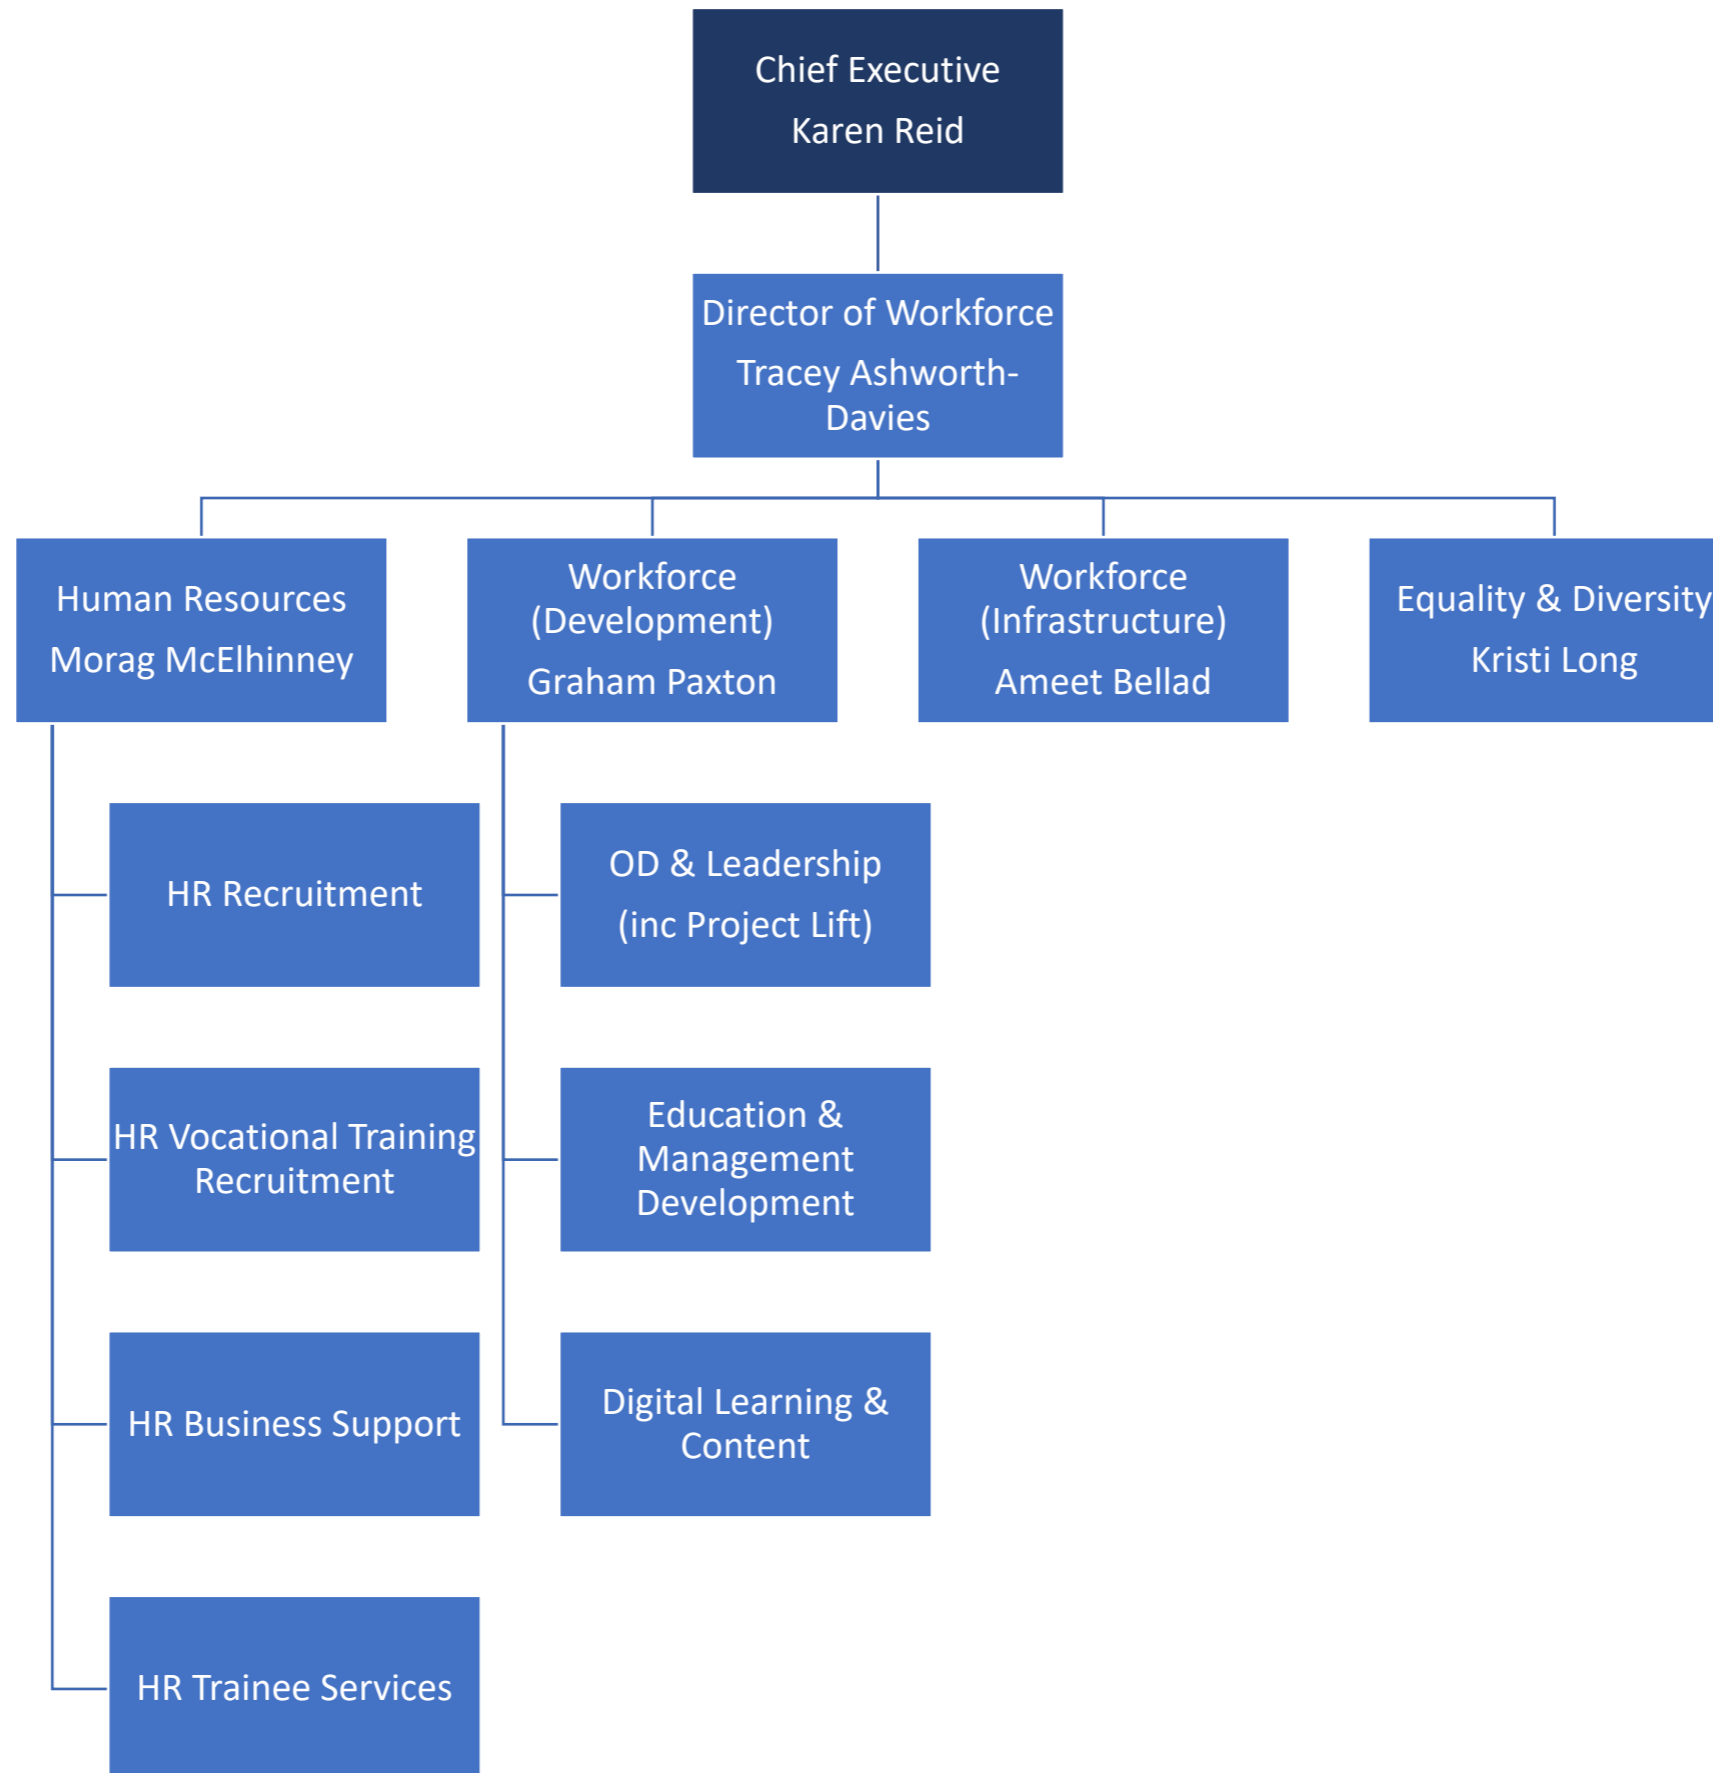 Chief Executive
Karen Reid
Director of Workforce
Tracey Ashworth-
Davies
Human Resources
Morag McElhinney
Workforce
(Development)
Graham Paxton
Workforce
(Infrastructure)
Ameet Bellad
Equality & Diversity
Kristi Long
HR Recruitment
OD & Leadership
(inc Project Lift)
HR Vocational Training
Recruitment
Education &
Management
Development
HR Business Support
Digital Learning &
Content
HR Trainee Services